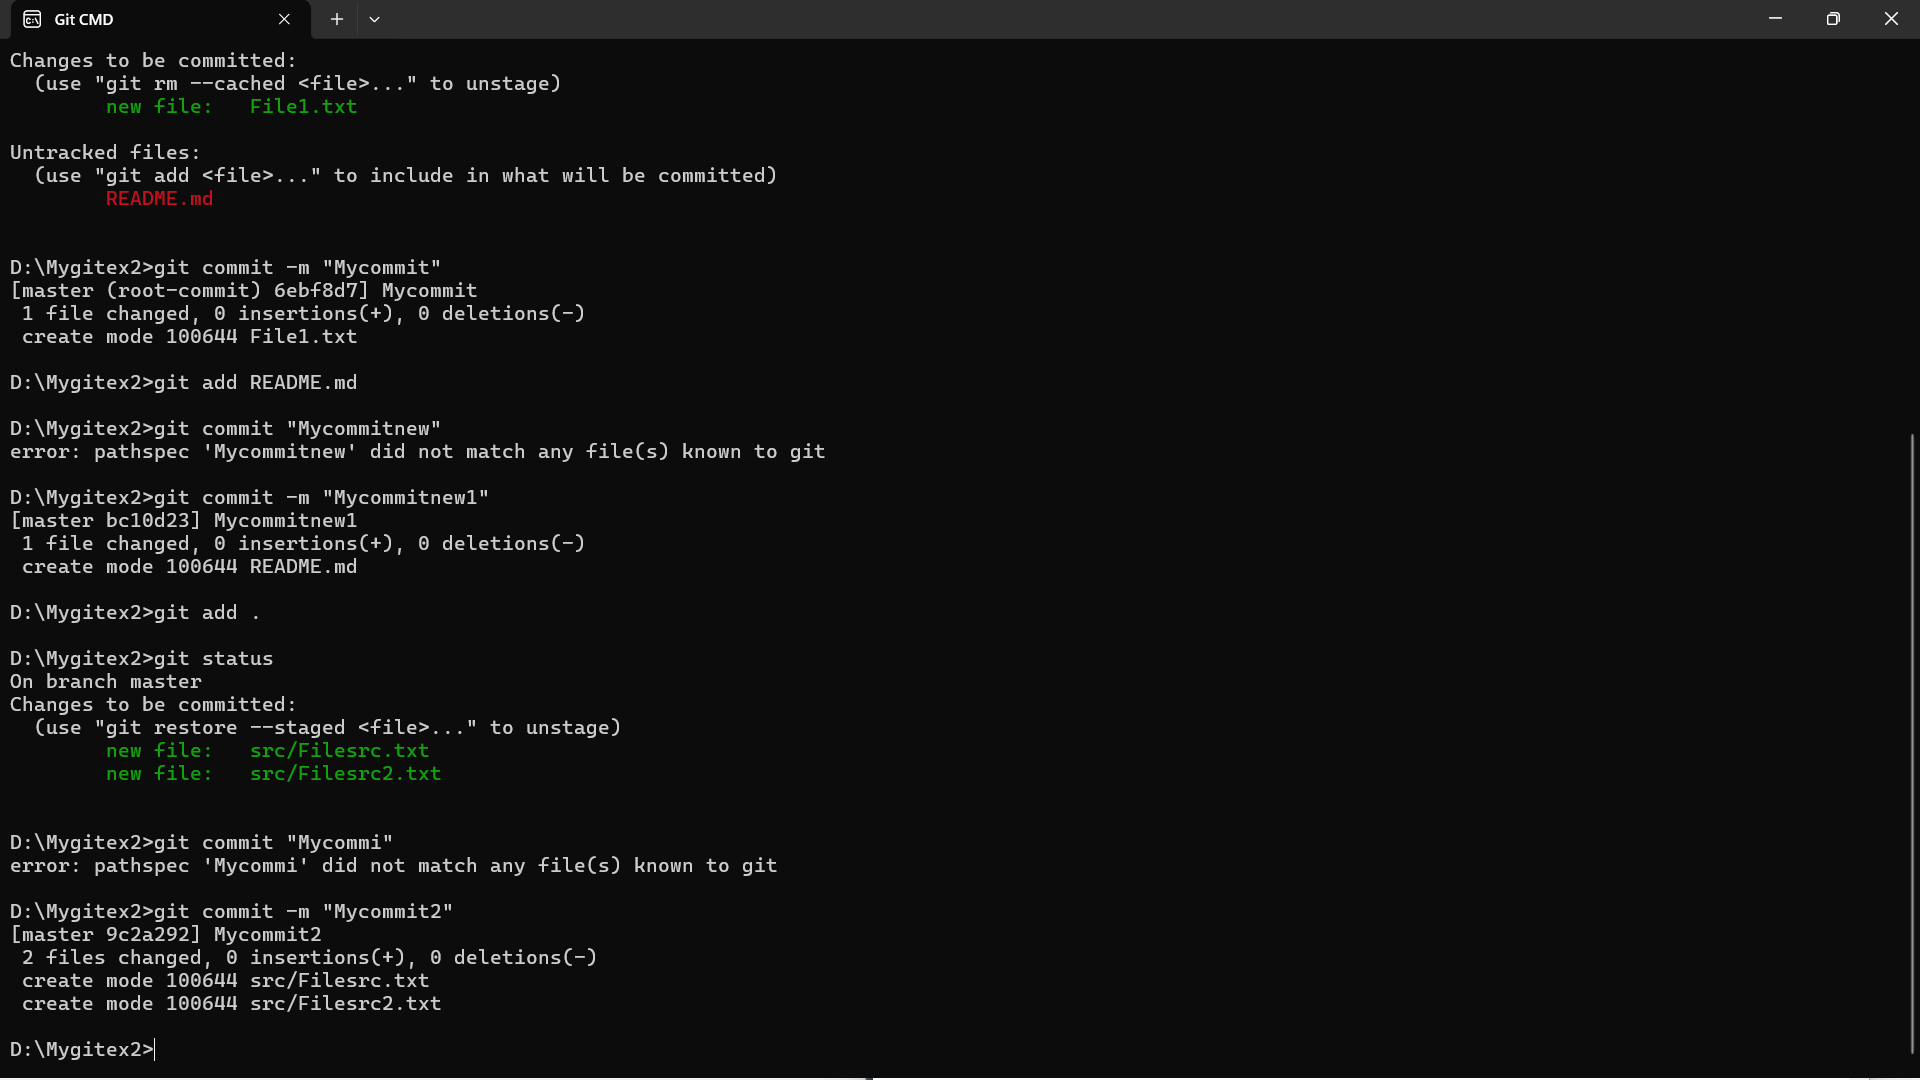 Git CMD
Changes to be committed:
  (use "git rm --cached <file>..." to unstage)
        new file:   File1.txt

Untracked files:
  (use "git add <file>..." to include in what will be committed)
        README.md


D:\Mygitex2>git commit -m "Mycommit"
[master (root-commit) 6ebf8d7] Mycommit
 1 file changed, 0 insertions(+), 0 deletions(-)
 create mode 100644 File1.txt

D:\Mygitex2>git add README.md

D:\Mygitex2>git commit "Mycommitnew"
error: pathspec 'Mycommitnew' did not match any file(s) known to git

D:\Mygitex2>git commit -m "Mycommitnew1"
[master bc10d23] Mycommitnew1
 1 file changed, 0 insertions(+), 0 deletions(-)
 create mode 100644 README.md

D:\Mygitex2>git add .

D:\Mygitex2>git status
On branch master
Changes to be committed:
  (use "git restore --staged <file>..." to unstage)
        new file:   src/Filesrc.txt
        new file:   src/Filesrc2.txt


D:\Mygitex2>git commit "Mycommi"
error: pathspec 'Mycommi' did not match any file(s) known to git

D:\Mygitex2>git commit -m "Mycommit2"
[master 9c2a292] Mycommit2
 2 files changed, 0 insertions(+), 0 deletions(-)
 create mode 100644 src/Filesrc.txt
 create mode 100644 src/Filesrc2.txt

D:\Mygitex2>